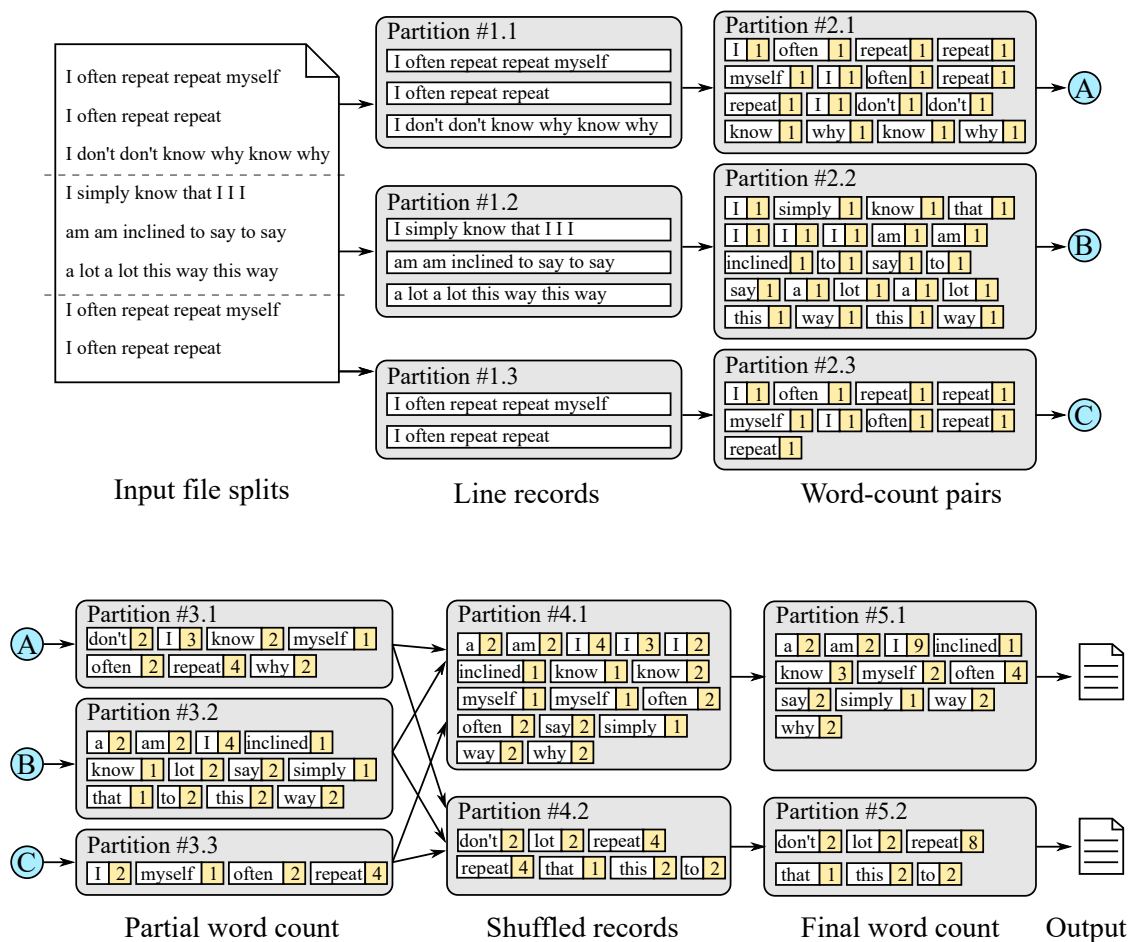 I often repeat repeat myself
I often repeat repeat
I don't don't know why know why
I simply know that I I I
am am inclined to say to say
a lot a lot this way this way
I often repeat repeat myself
I often repeat repeat
Input file splits
Partition #1.1
I often repeat repeat myself
I often repeat repeat
I don't don't know why know why
Partition #1.2
I simply know that I I I
am am inclined to say to say
a lot a lot this way this way
Partition #1.3
I often repeat repeat myself
I often repeat repeat
Line records
Partition #2.1
I 1 often 1 repeat 1 repeat 1
myself 1 I 1 often 1 repeat 1
repeat 1 I 1 don't 1 don't 1
know 1 why 1 know 1 why 1
A
Partition #2.2
I 1 simply 1 know 1 that 1
I 1 I 1 I 1 am 1 am 1
inclined 1 to 1 say 1 to 1
say 1 a 1 lot 1 a 1 lot 1
this 1 way 1 this 1 way 1
B
Partition #2.3
I 1 often 1 repeat 1 repeat 1
myself 1 I 1 often 1 repeat 1
repeat 1
C
Word-count pairs
A
Partition #3.1
don't 2 I 3 know 2 myself 1
often 2 repeat 4 why 2
B
Partition #3.2
a 2 am 2 I 4 inclined 1
know 1 lot 2 say 2 simply 1
that 1 to 2 this 2 way 2
C
Partition #3.3
I 2 myself 1 often 2 repeat 4
Partial word count
Partition #4.1
a 2 am 2 I 4 I 3 I 2
inclined 1 know 1 know 2
myself 1 myself 1 often 2
often 2 say 2 simply 1
way 2 why 2
Partition #4.2
don't 2 lot 2 repeat 4
repeat 4 that 1 this 2 to 2
Shuffled records
Partition #5.1
a 2 am 2 I 9 inclined 1
know 3 myself 2 often 4
say 2 simply 1 way 2
why 2
Partition #5.2
don't 2 lot 2 repeat 8
that 1 this 2 to 2
Final word count
Output